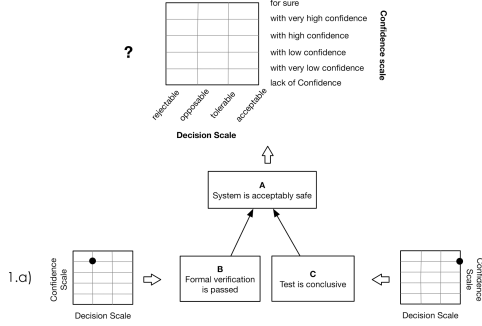 for sure
with very high confidence
with high confidence
with low confidence
with very low confidence
lack of Confidence
Confidence scale
?
rejectable
opposable
tolerable
acceptable
Decision Scale
A
System is acceptably safe
B
Formal verification
is passed
C
Test is conclusive
1.a)
Confidence
Scale
Decision Scale
Confidence
Scale
Decision Scale